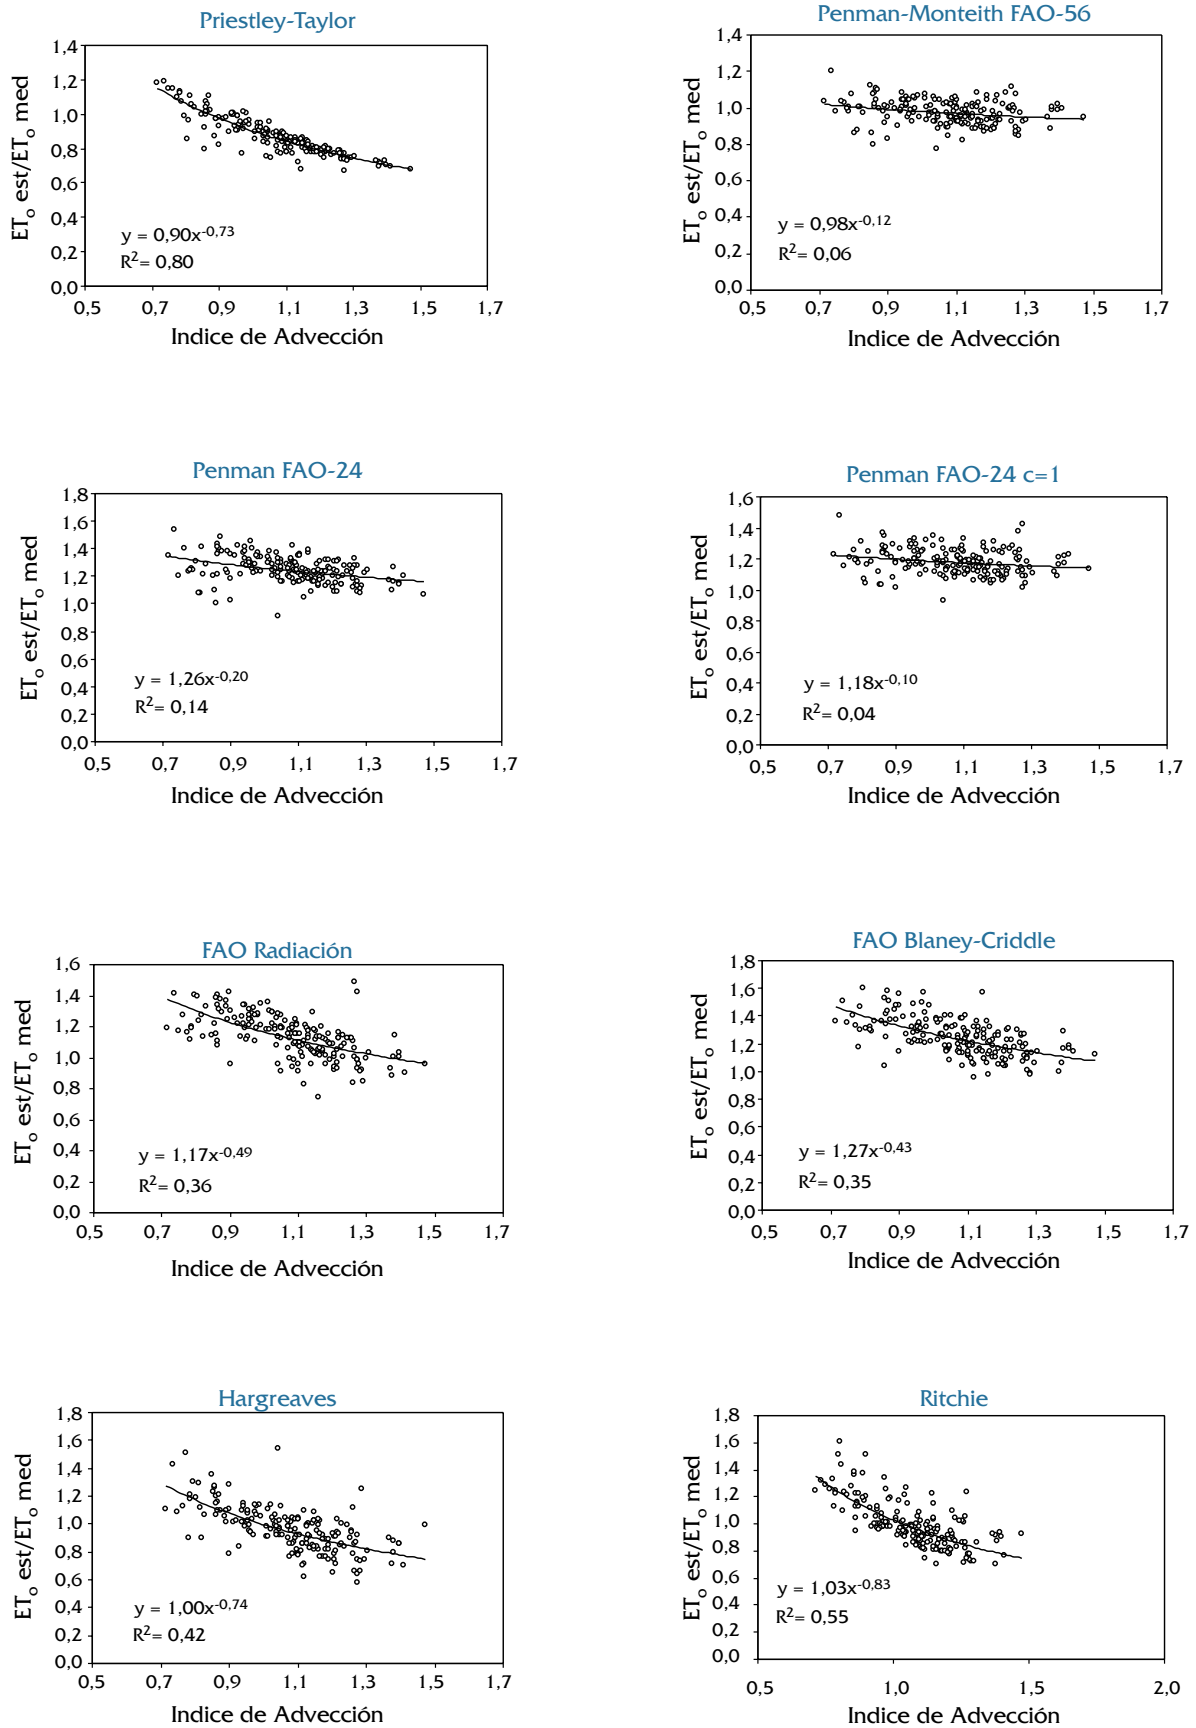 Priestley-Taylor
1,4
1,2
1,0
0,8
0,6
0,4
0,2
0,0
ETo est/ETo med
y = 0,90x-0,73
R2= 0,80
0,5 0,7 0,9 1,1 1,3 1,5 1,7
Indice de Advección
Penman-Monteith FAO-56
1,4
1,2
1,0
0,8
0,6
0,4
0,2
0,0
ETo est/ETo med
y = 0,98x-0,12
R2= 0,06
0,5 0,7 0,9 1,1 1,3 1,5 1,7
Indice de Advección
Penman FAO-24
1,8
1,6
1,4
1,2
1,0
0,8
0,6
0,4
0,2
0,0
ETo est/ETo med
y = 1,26x-0,20
R2= 0,14
0,5 0,7 0,9 1,1 1,3 1,5 1,7
Indice de Advección
Penman FAO-24 c=1
1,6
1,4
1,2
1,0
0,8
0,6
0,4
0,2
0,0
ETo est/ETo med
y = 1,18x-0,10
R2= 0,04
0,5 0,7 0,9 1,1 1,3 1,5 1,7
Indice de Advección
FAO Radiación
1,6
1,4
1,2
1,0
0,8
0,6
0,4
0,2
0,0
ETo est/ETo med
y = 1,17x-0,49
R2= 0,36
0,5 0,7 0,9 1,1 1,3 1,5 1,7
Indice de Advección
FAO Blaney-Criddle
1,8
1,6
1,4
1,2
1,0
0,8
0,6
0,4
0,2
0,0
ETo est/ETo med
y = 1,27x-0,43
R2= 0,35
0,5 0,7 0,9 1,1 1,3 1,5 1,7
Indice de Advección
Hargreaves
1,8
1,6
1,4
1,2
1,0
0,8
0,6
0,4
0,2
0,0
ETo est/ETo med
y = 1,00x-0,74
R2= 0,42
0,5 0,7 0,9 1,1 1,3 1,5 1,7
Indice de Advección
Ritchie
1,8
1,6
1,4
1,2
1,0
0,8
0,6
0,4
0,2
0,0
ETo est/ETo med
y = 1,03x-0,83
R2= 0,55
0,5 1,0 1,5 2,0
Indice de Advección